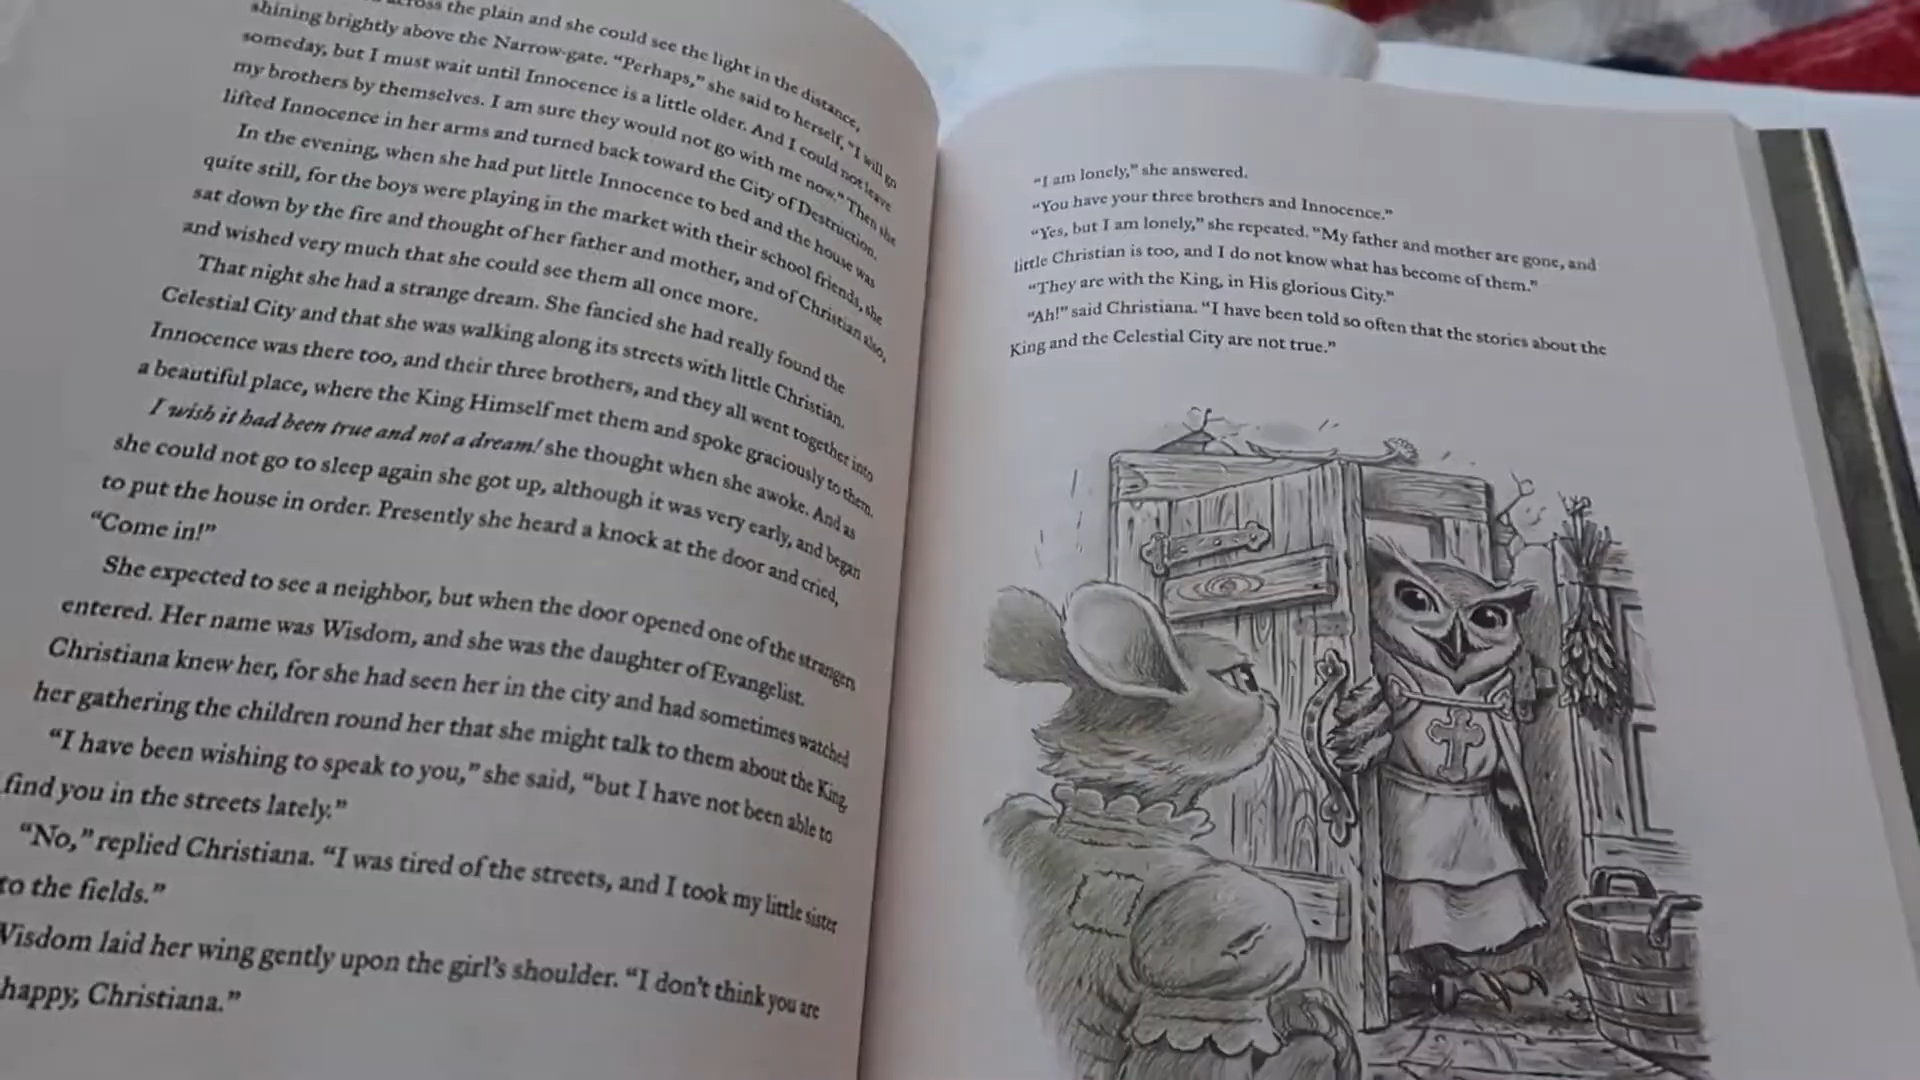 across the plain and she could see the light in the distance,
shining brightly above the Narrow-gate. “Perhaps,” she said to herself, “I will go
someday, but I must wait until Innocence is a little older. And I could not leave
my brothers by themselves. I am sure they would not go with me now.” Then she
lifted Innocence in her arms and turned back toward the City of Destruction.
In the evening, when she had put little Innocence to bed and the house was
quite still, for the boys were playing in the market with their school friends, she
sat down by the fire and thought of her father and mother, and of Christian also,
and wished very much that she could see them all once more.
That night she had a strange dream. She fancied she had really found the
Celestial City and that she was walking along its streets with little Christian.
Innocence was there too, and their three brothers, and they all went together into
a beautiful place, where the King Himself met them and spoke graciously to them.
I wish it had been true and not a dream! she thought when she awoke. And as
she could not go to sleep again she got up, although it was very early, and began
to put the house in order. Presently she heard a knock at the door and cried,
“Come in!”
She expected to see a neighbor, but when the door opened one of the strangers
entered. Her name was Wisdom, and she was the daughter of Evangelist.
Christiana knew her, for she had seen her in the city and had sometimes watched
her gathering the children round her that she might talk to them about the King.
“I have been wishing to speak to you,” she said, “but I have not been able to
find you in the streets lately.”
“No,” replied Christiana. “I was tired of the streets, and I took my little sister
to the fields.”
Wisdom laid her wing gently upon the girl’s shoulder. “I don’t think you are
happy, Christiana.”
“I am lonely,” she answered.
“You have your three brothers and Innocence.”
“Yes, but I am lonely,” she repeated. “My father and mother are gone, and
little Christian is too, and I do not know what has become of them.”
“They are with the King, in His glorious City.”
“Ah!” said Christiana. “I have been told so often that the stories about the
King and the Celestial City are not true.”